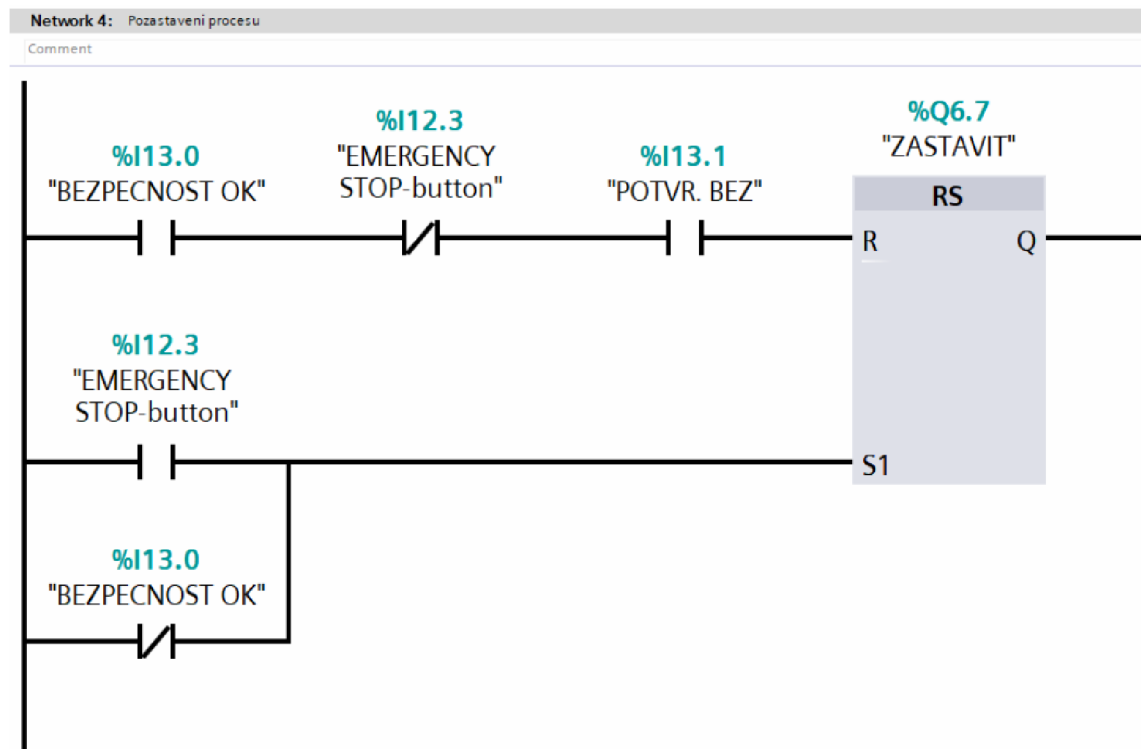 Network 4: Pozastaveni procesu
Comment
%Q6.7
"ZASTAVIT"
%I12.3
"EMERGENCY
STOP-button"
%I13.0
"BEZPECNOST OK"
%I13.1
"POTVR. BEZ"
RS
R
Q
%I12.3
"EMERGENCY
STOP-button"
S1
%I13.0
"BEZPECNOST OK"